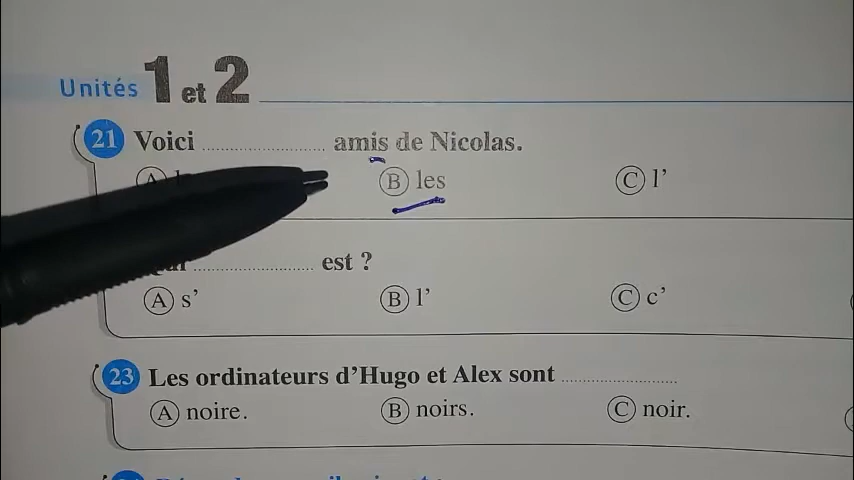 Unités 1 et 2
21 Voici ........................ amis de Nicolas.
A
B les
C l'
........................ est ?
A s'
B l'
C c'
23 Les ordinateurs d'Hugo et Alex sont ........................
A noire.
B noirs.
C noir.